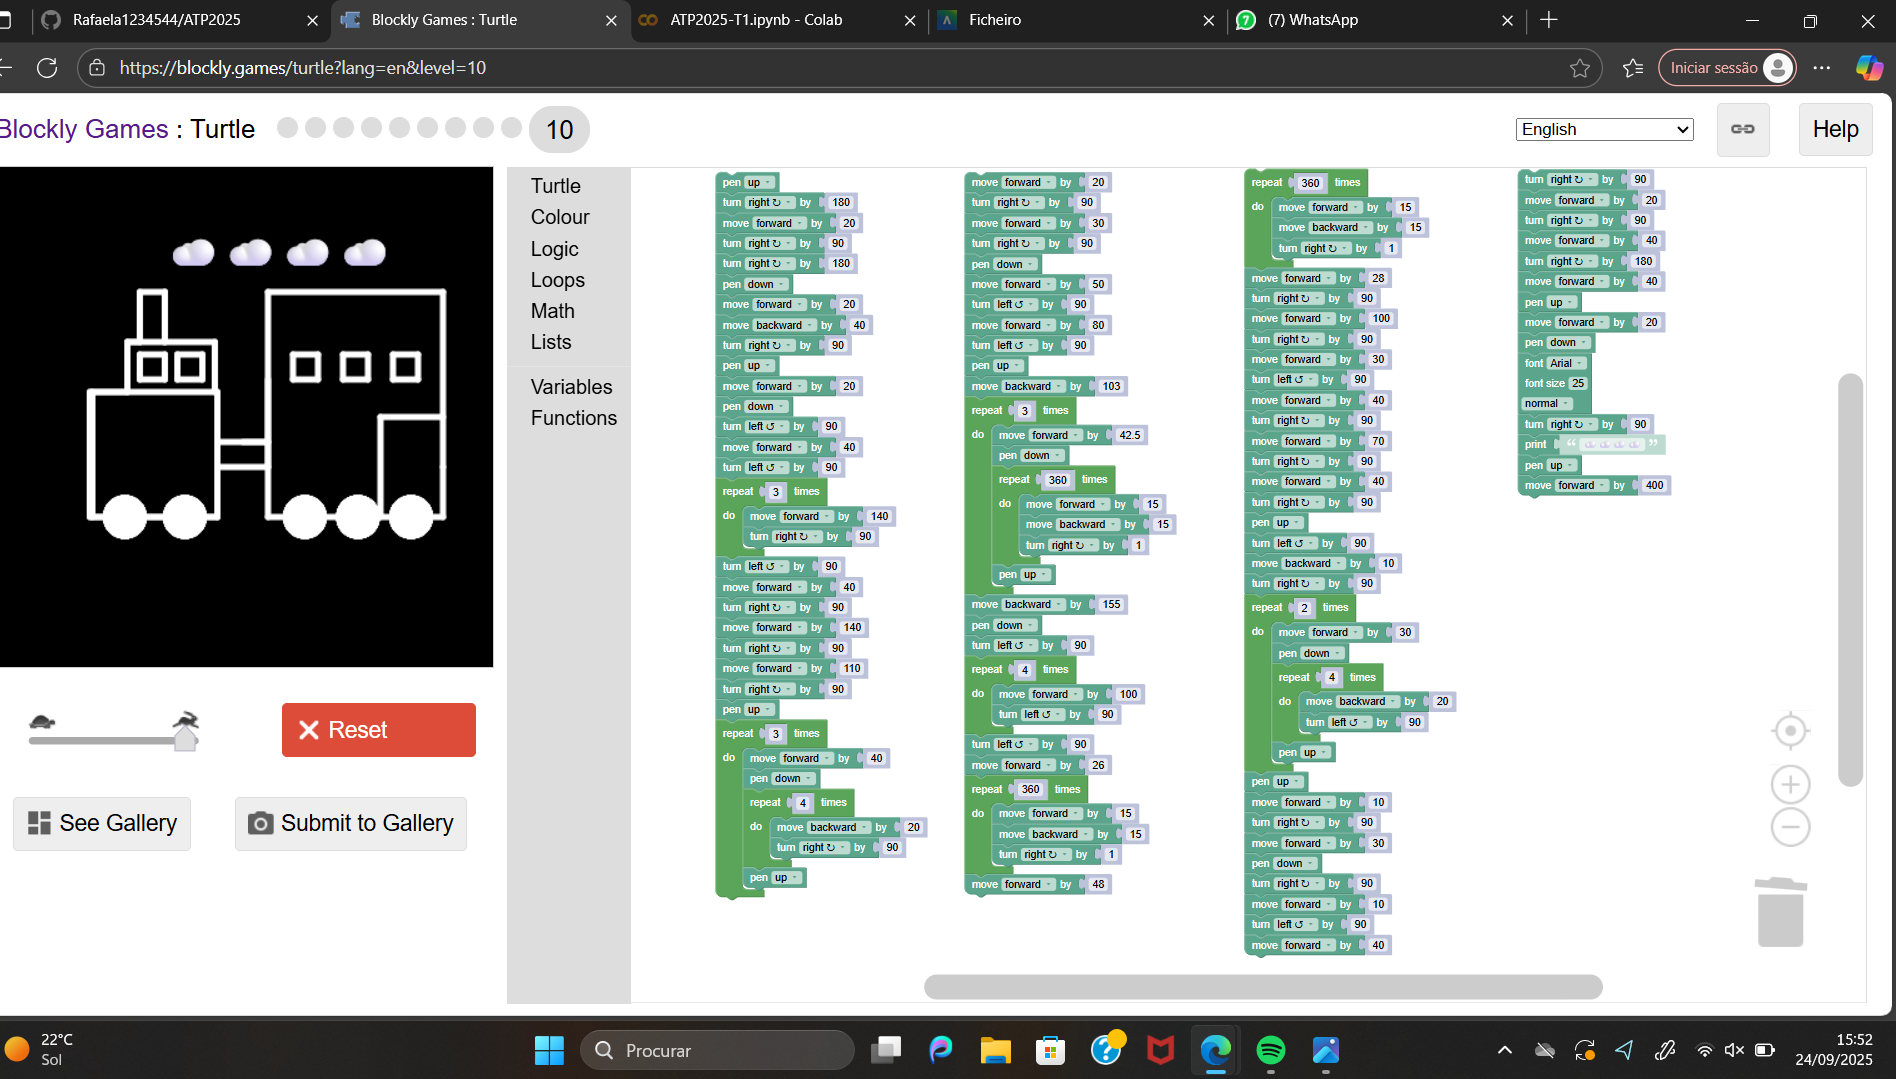 Rafaela1234544/ATP2025
Blockly Games : Turtle
ATP2025-T1.ipynb - Colab
Ficheiro
(7) WhatsApp
https://blockly.games/turtle?lang=en&level=10
Iniciar sessão
Blockly Games : Turtle
10
English
Help
Turtle
Colour
Logic
Loops
Math
Lists
Variables
Functions
pen up
turn right ↻ by 180
move forward by 20
turn right ↻ by 90
turn right ↻ by 180
pen down
move forward by 20
move backward by 40
turn right ↻ by 90
pen up
move forward by 20
pen down
turn left ↺ by 90
move forward by 40
turn left ↺ by 90
repeat 3 times
do move forward by 140
turn right ↻ by 90
turn left ↺ by 90
move forward by 40
turn right ↻ by 90
move forward by 140
turn right ↻ by 90
move forward by 110
turn right ↻ by 90
pen up
repeat 3 times
do move forward by 40
pen down
repeat 4 times
do move backward by 20
turn right ↻ by 90
pen up
move forward by 20
turn right ↻ by 90
move forward by 30
turn right ↻ by 90
pen down
move forward by 50
turn left ↺ by 90
move forward by 80
turn left ↺ by 90
pen up
move backward by 103
repeat 3 times
do move forward by 42.5
pen down
repeat 360 times
do move forward by 15
move backward by 15
turn right ↻ by 1
pen up
move backward by 155
pen down
turn left ↺ by 90
repeat 4 times
do move forward by 100
turn left ↺ by 90
turn left ↺ by 90
move forward by 26
repeat 360 times
do move forward by 15
move backward by 15
turn right ↻ by 1
move forward by 48
repeat 360 times
do move forward by 15
move backward by 15
turn right ↻ by 1
move forward by 28
turn right ↻ by 90
move forward by 100
turn right ↻ by 90
move forward by 30
turn left ↺ by 90
move forward by 40
turn right ↻ by 90
move forward by 70
turn right ↻ by 90
move forward by 40
turn right ↻ by 90
pen up
turn left ↺ by 90
move backward by 10
turn right ↻ by 90
repeat 2 times
do move forward by 30
pen down
repeat 4 times
do move backward by 20
turn left ↺ by 90
pen up
pen up
move forward by 10
turn right ↻ by 90
move forward by 30
pen down
turn right ↻ by 90
move forward by 10
turn left ↺ by 90
move forward by 40
turn right ↻ by 90
move forward by 20
turn right ↻ by 90
move forward by 40
turn right ↻ by 180
move forward by 40
pen up
move forward by 20
pen down
font Arial
font size 25
normal
turn right ↻ by 90
print “☁☁☁☁”
pen up
move forward by 400
Reset
See Gallery
Submit to Gallery
22°C
Sol
Procurar
15:52
24/09/2025